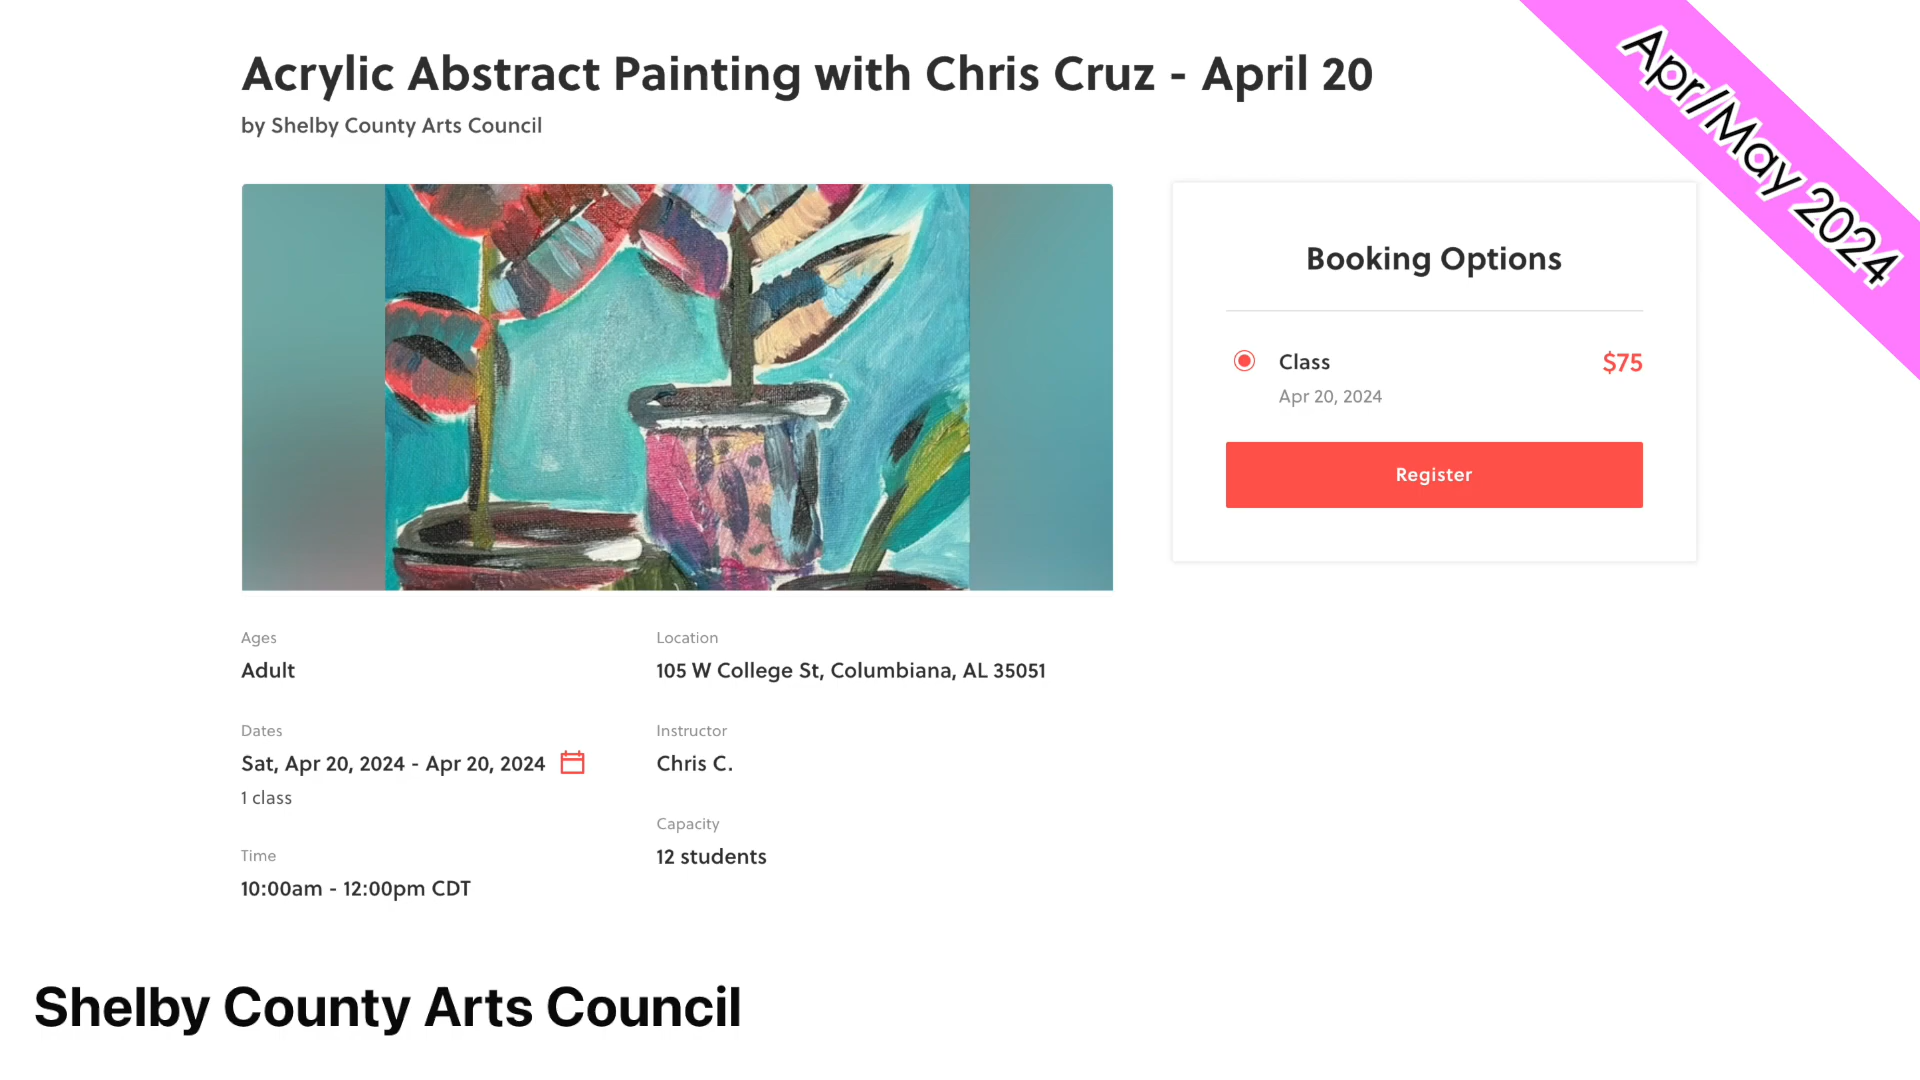 Acrylic Abstract Painting with Chris Cruz - April 20
by Shelby County Arts Council
Apr/May 2024
Booking Options
Class
$75
Apr 20, 2024
Register
Ages
Adult
Location
105 W College St, Columbiana, AL 35051
Dates
Sat, Apr 20, 2024 - Apr 20, 2024
1 class
Instructor
Chris C.
Capacity
12 students
Time
10:00am - 12:00pm CDT
Shelby County Arts Council